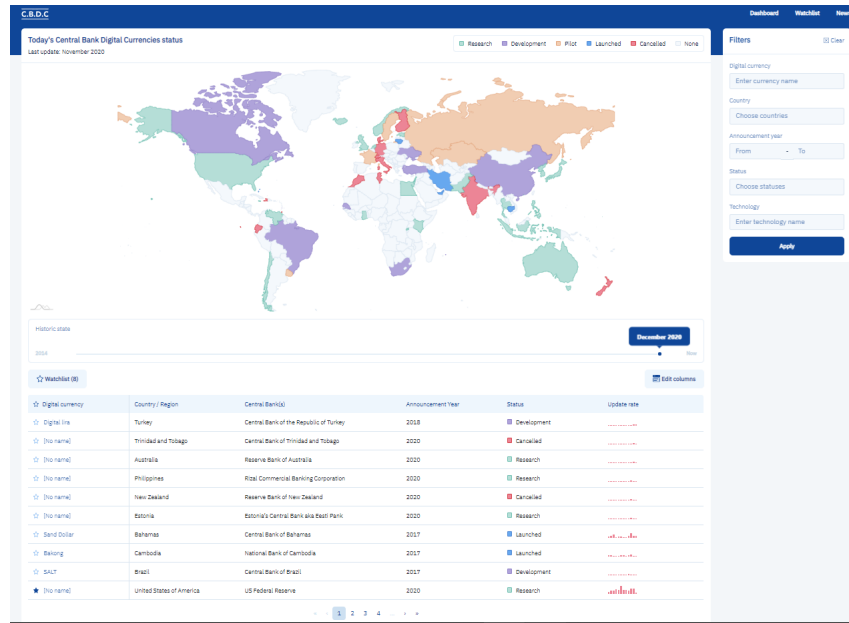 C.B.D.C
Dashboard Watchlist New
Today's Central Bank Digital Currencies status
Last update: November 2020
Research Development Pilot Launched Cancelled None
Filters Clear
Digital currency
Enter currency name
Country
Choose countries
Announcement year
From - To
Status
Choose statuses
Technology
Enter technology name
Apply
Historic state
December 2020
2014 Now
Watchlist (8) Edit columns
Digital currency Country / Region Central Bank(s) Announcement Year Status Update rate
Digital lira Turkey Central Bank of the Republic of Turkey 2018 Development
[No name] Trinidad and Tobago Central Bank of Trinidad and Tobago 2020 Cancelled
[No name] Australia Reserve Bank of Australia 2020 Research
[No name] Philippines Rizal Commercial Banking Corporation 2020 Research
[No name] New Zealand Reserve Bank of New Zealand 2020 Cancelled
[No name] Estonia Estonia's Central Bank aka Eesti Pank 2020 Research
Sand Dollar Bahamas Central Bank of Bahamas 2017 Launched
Bakong Cambodia National Bank of Cambodia 2017 Launched
SALT Brazil Central Bank of Brazil 2017 Development
[No name] United States of America US Federal Reserve 2020 Research
« ‹ 1 2 3 4 ... › »